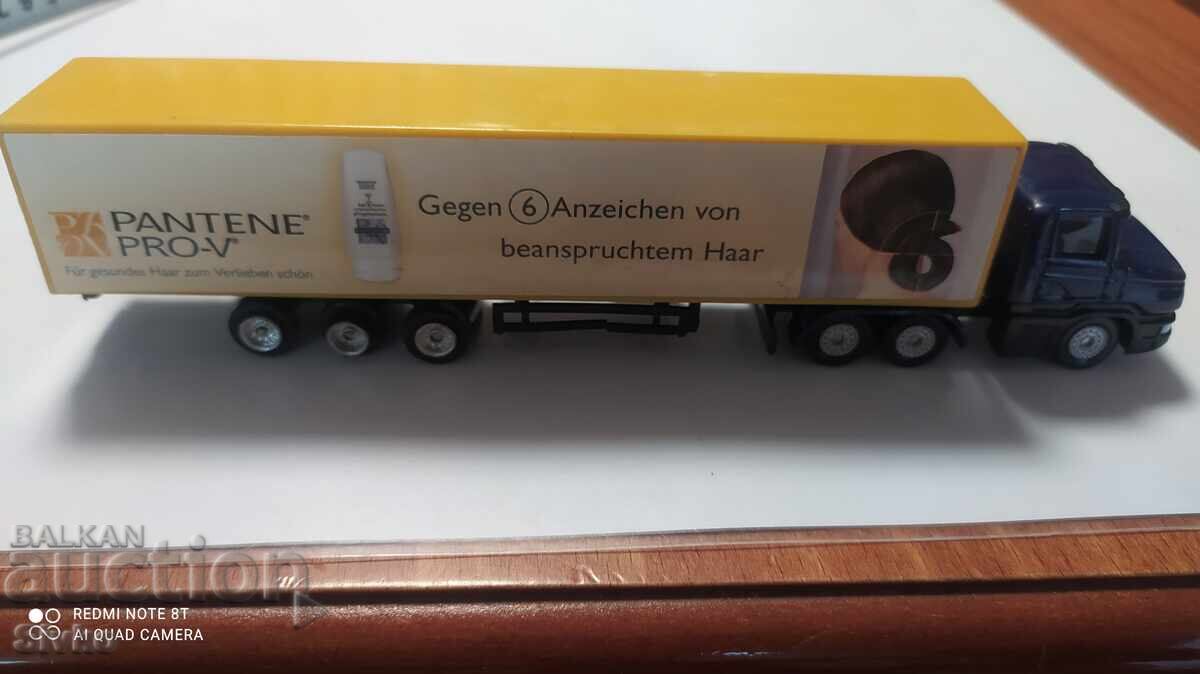 PANTENE®
PRO-V®
Für gesundes Haar zum Verlieben schön
Gegen 6 Anzeichen von
beanspruchtem Haar
6
BALKAN
auction
REDMI NOTE 8T
AI QUAD CAMERA